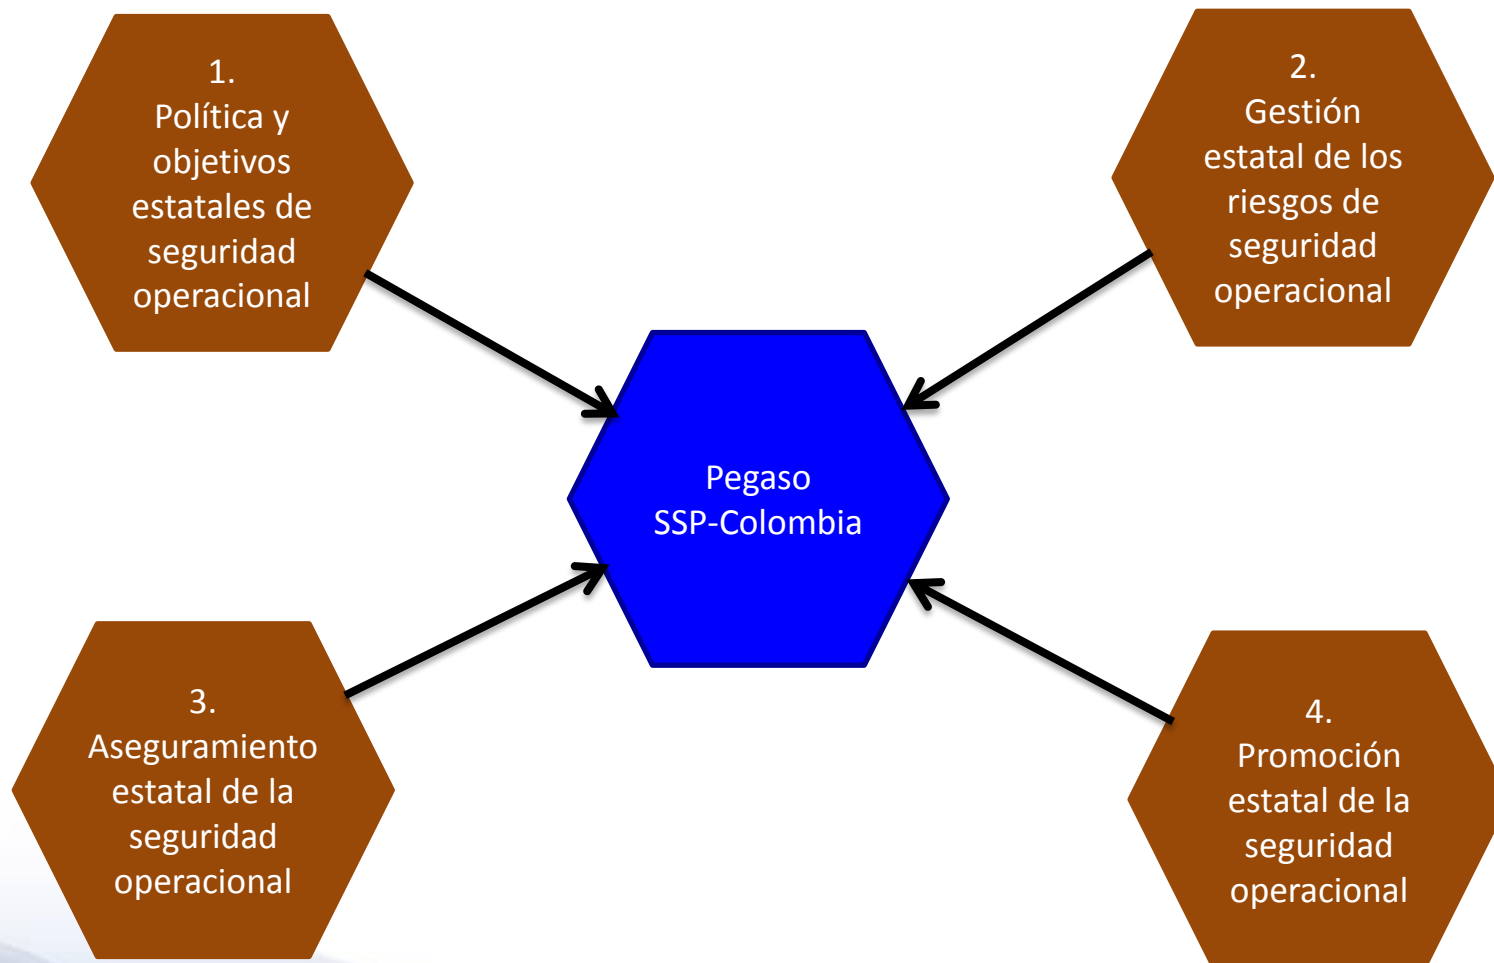 1.
Política y
objetivos
estatales de
seguridad
operacional
2.
Gestión
estatal de los
riesgos de
seguridad
operacional
Pegaso
SSP-Colombia
3.
Aseguramiento
estatal de la
seguridad
operacional
4.
Promoción
estatal de la
seguridad
operacional